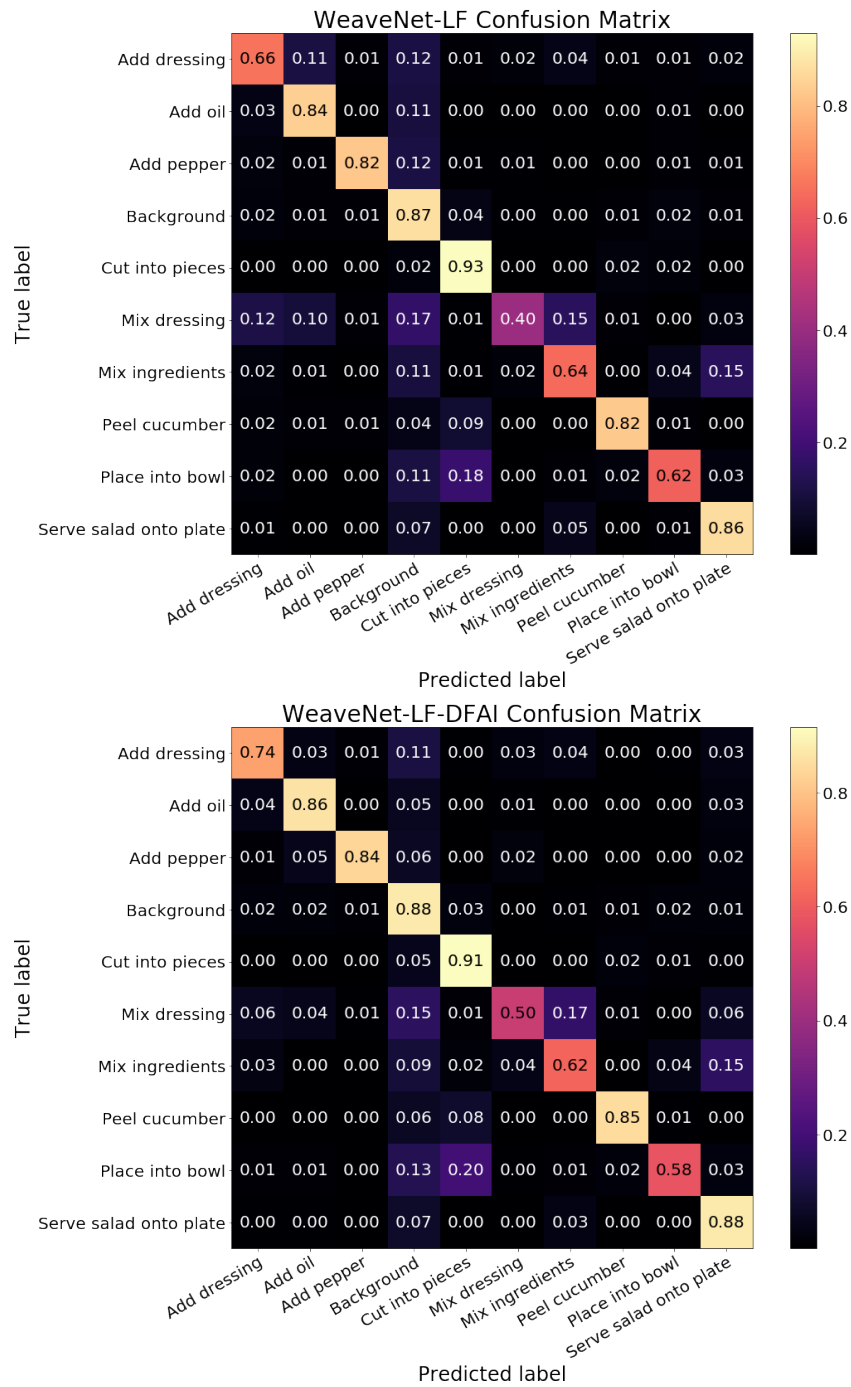 WeaveNet-LF Confusion Matrix
Add dressing 0.66 0.11 0.01 0.12 0.01 0.02 0.04 0.01 0.01 0.02
Add oil 0.03 0.84 0.00 0.11 0.00 0.00 0.00 0.00 0.01 0.00
Add pepper 0.02 0.01 0.82 0.12 0.01 0.01 0.00 0.00 0.01 0.01
Background 0.02 0.01 0.01 0.87 0.04 0.00 0.00 0.01 0.02 0.01
Cut into pieces 0.00 0.00 0.00 0.02 0.93 0.00 0.00 0.02 0.02 0.00
Mix dressing 0.12 0.10 0.01 0.17 0.01 0.40 0.15 0.01 0.00 0.03
Mix ingredients 0.02 0.01 0.00 0.11 0.01 0.02 0.64 0.00 0.04 0.15
Peel cucumber 0.02 0.01 0.01 0.04 0.09 0.00 0.00 0.82 0.01 0.00
Place into bowl 0.02 0.00 0.00 0.11 0.18 0.00 0.01 0.02 0.62 0.03
Serve salad onto plate 0.01 0.00 0.00 0.07 0.00 0.00 0.05 0.00 0.01 0.86
True label
0.8
0.6
0.4
0.2
Add dressing
Add oil
Add pepper
Background
Cut into pieces
Mix dressing
Mix ingredients
Peel cucumber
Place into bowl
Serve salad onto plate
Predicted label
WeaveNet-LF-DFAI Confusion Matrix
Add dressing 0.74 0.03 0.01 0.11 0.00 0.03 0.04 0.00 0.00 0.03
Add oil 0.04 0.86 0.00 0.05 0.00 0.01 0.00 0.00 0.00 0.03
Add pepper 0.01 0.05 0.84 0.06 0.00 0.02 0.00 0.00 0.00 0.02
Background 0.02 0.02 0.01 0.88 0.03 0.00 0.01 0.01 0.02 0.01
Cut into pieces 0.00 0.00 0.00 0.05 0.91 0.00 0.00 0.02 0.01 0.00
Mix dressing 0.06 0.04 0.01 0.15 0.01 0.50 0.17 0.01 0.00 0.06
Mix ingredients 0.03 0.00 0.00 0.09 0.02 0.04 0.62 0.00 0.04 0.15
Peel cucumber 0.00 0.00 0.00 0.06 0.08 0.00 0.00 0.85 0.01 0.00
Place into bowl 0.01 0.01 0.00 0.13 0.20 0.00 0.01 0.02 0.58 0.03
Serve salad onto plate 0.00 0.00 0.00 0.07 0.00 0.00 0.03 0.00 0.00 0.88
True label
0.8
0.6
0.4
0.2
Add dressing
Add oil
Add pepper
Background
Cut into pieces
Mix dressing
Mix ingredients
Peel cucumber
Place into bowl
Serve salad onto plate
Predicted label